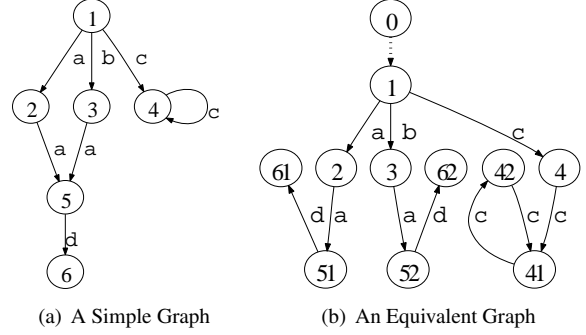 0
1
1
a b c
a b c
2 3 4 c
61 2 3 62 42 4
a a
d a a d c c c
5
d
51 52 41
6
(a) A Simple Graph (b) An Equivalent Graph